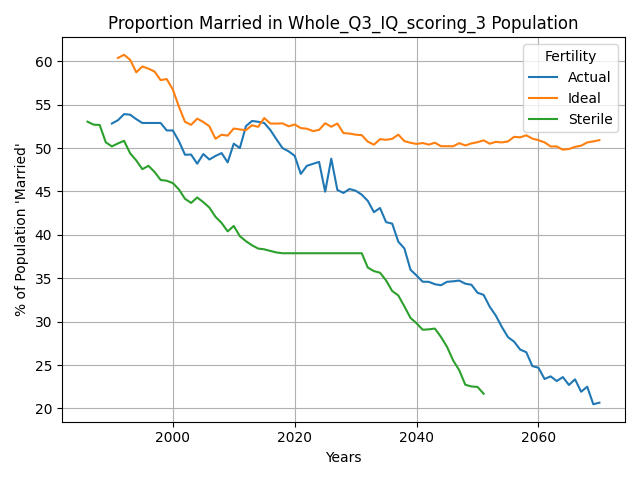 Proportion Married in Whole_Q3_IQ_scoring_3 Population
% of Population 'Married'
60
55
50
45
40
35
30
25
20
Fertility
Actual
Ideal
Sterile
2000 2020 2040 2060
Years